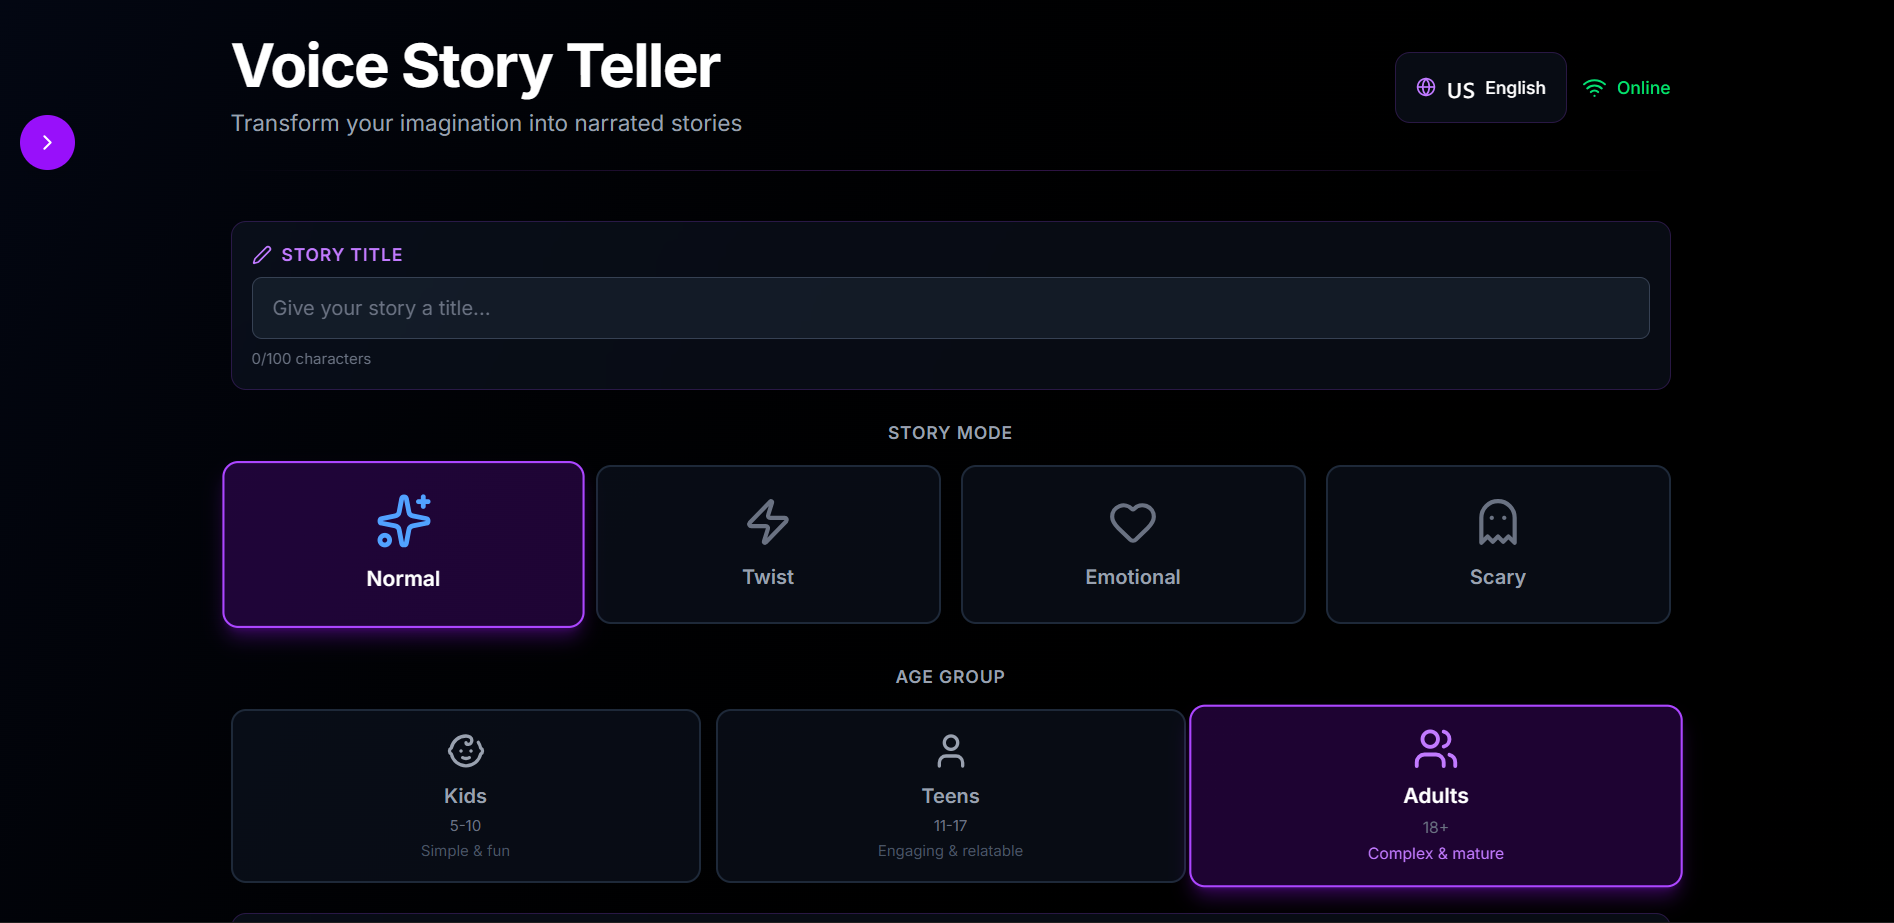 Voice Story Teller
Transform your imagination into narrated stories
US English
Online
STORY TITLE
Give your story a title...
0/100 characters
STORY MODE
Normal
Twist
Emotional
Scary
AGE GROUP
Kids
5-10
Simple & fun
Teens
11-17
Engaging & relatable
Adults
18+
Complex & mature